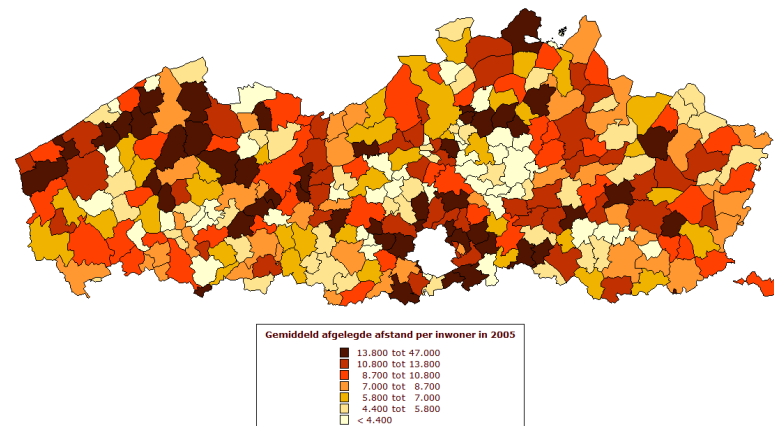 Gemiddeld afgelegde afstand per inwoner in 2005
13.800 tot 47.000
10.800 tot 13.800
8.700 tot 10.800
7.000 tot 8.700
5.800 tot 7.000
4.400 tot 5.800
< 4.400